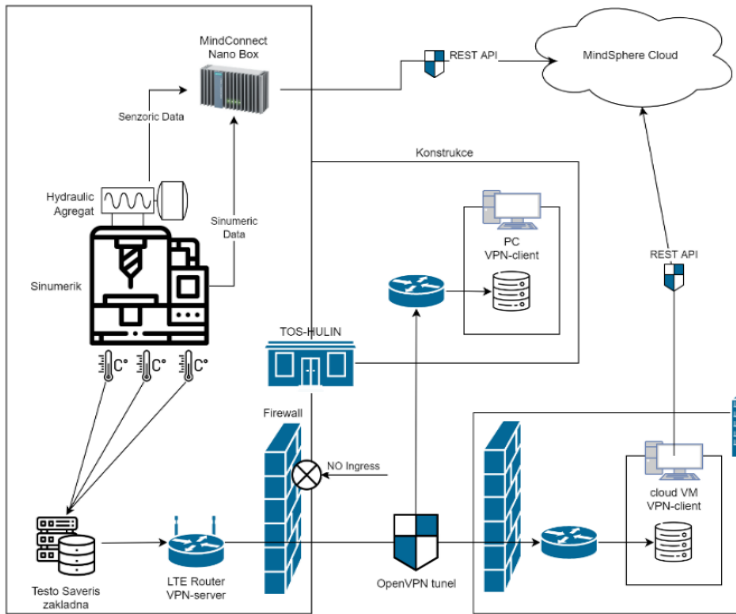 MindConnect
Nano Box
REST API
MindSphere Cloud
Senzoric Data
Konstrukce
Hydraulic
Agregat
Sinumeric
Data
PC
VPN-client
REST API
Sinumerik
TOS-HULIN
C°
C°
C°
Firewall
NO Ingress
cloud VM
VPN-client
LTE Router
VPN-server
OpenVPN tunel
Testo Saveris
zakladna